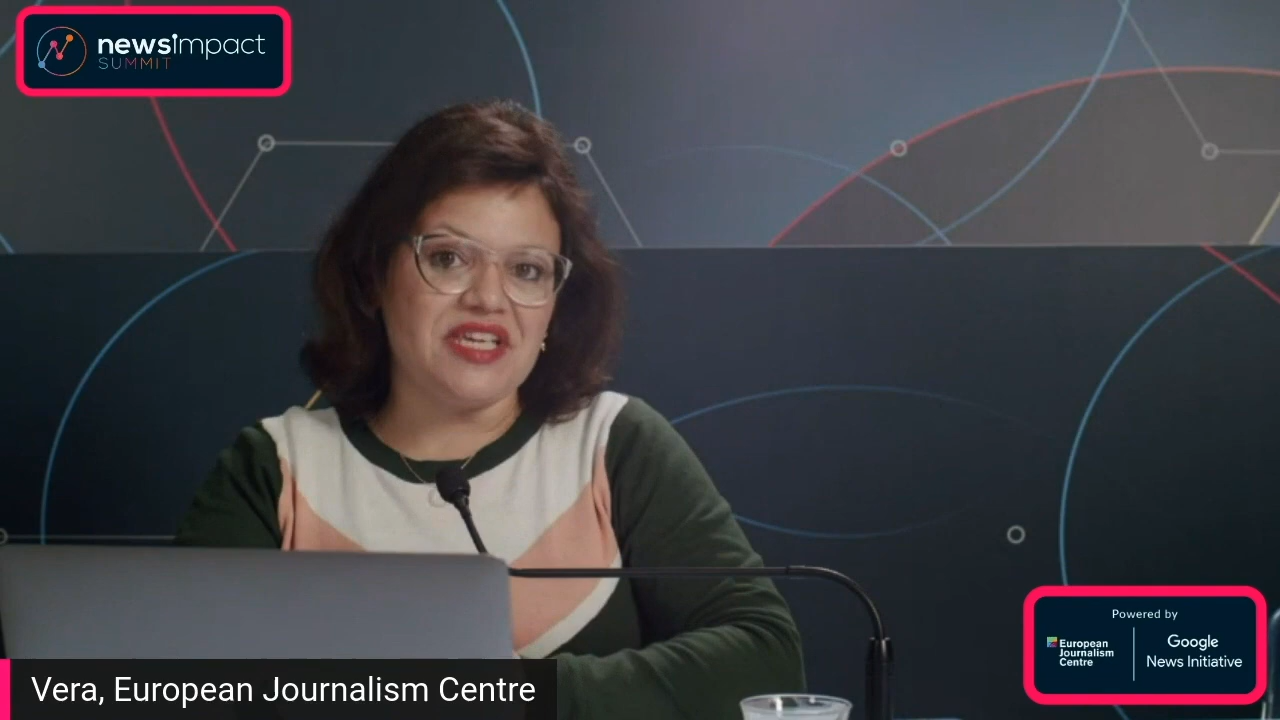 newsimpact
SUMMIT
Powered by
European
Journalism
Centre
Google
News Initiative
Vera, European Journalism Centre